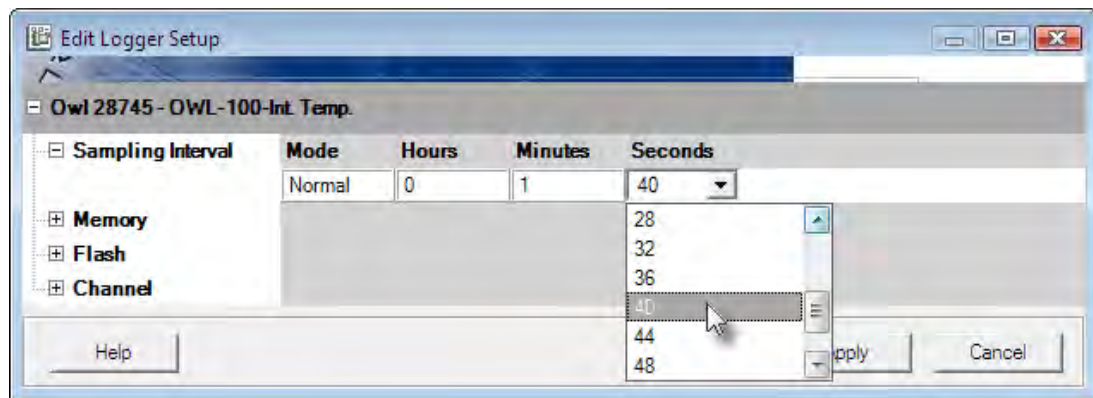 Edit Logger Setup
Owl 28745 - OWL-100-Int. Temp.
Sampling Interval Mode Hours Minutes Seconds
Normal 0 1 40
28
Memory
32
Flash
36
Channel
40
44
48
Help Cancel